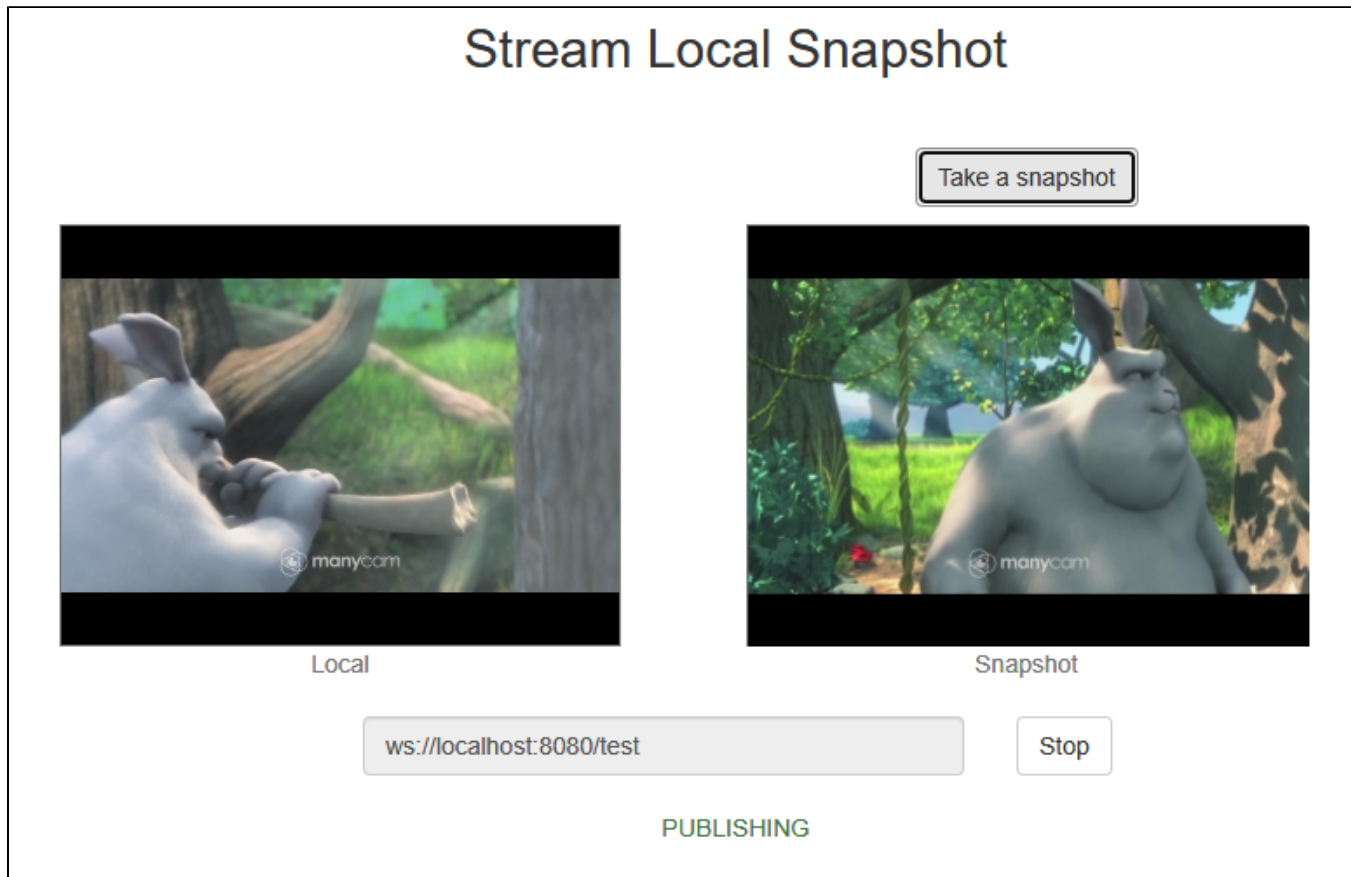 Stream Local Snapshot
Take a snapshot
manycam
manycam
Local
Snapshot
ws://localhost:8080/test
Stop
PUBLISHING